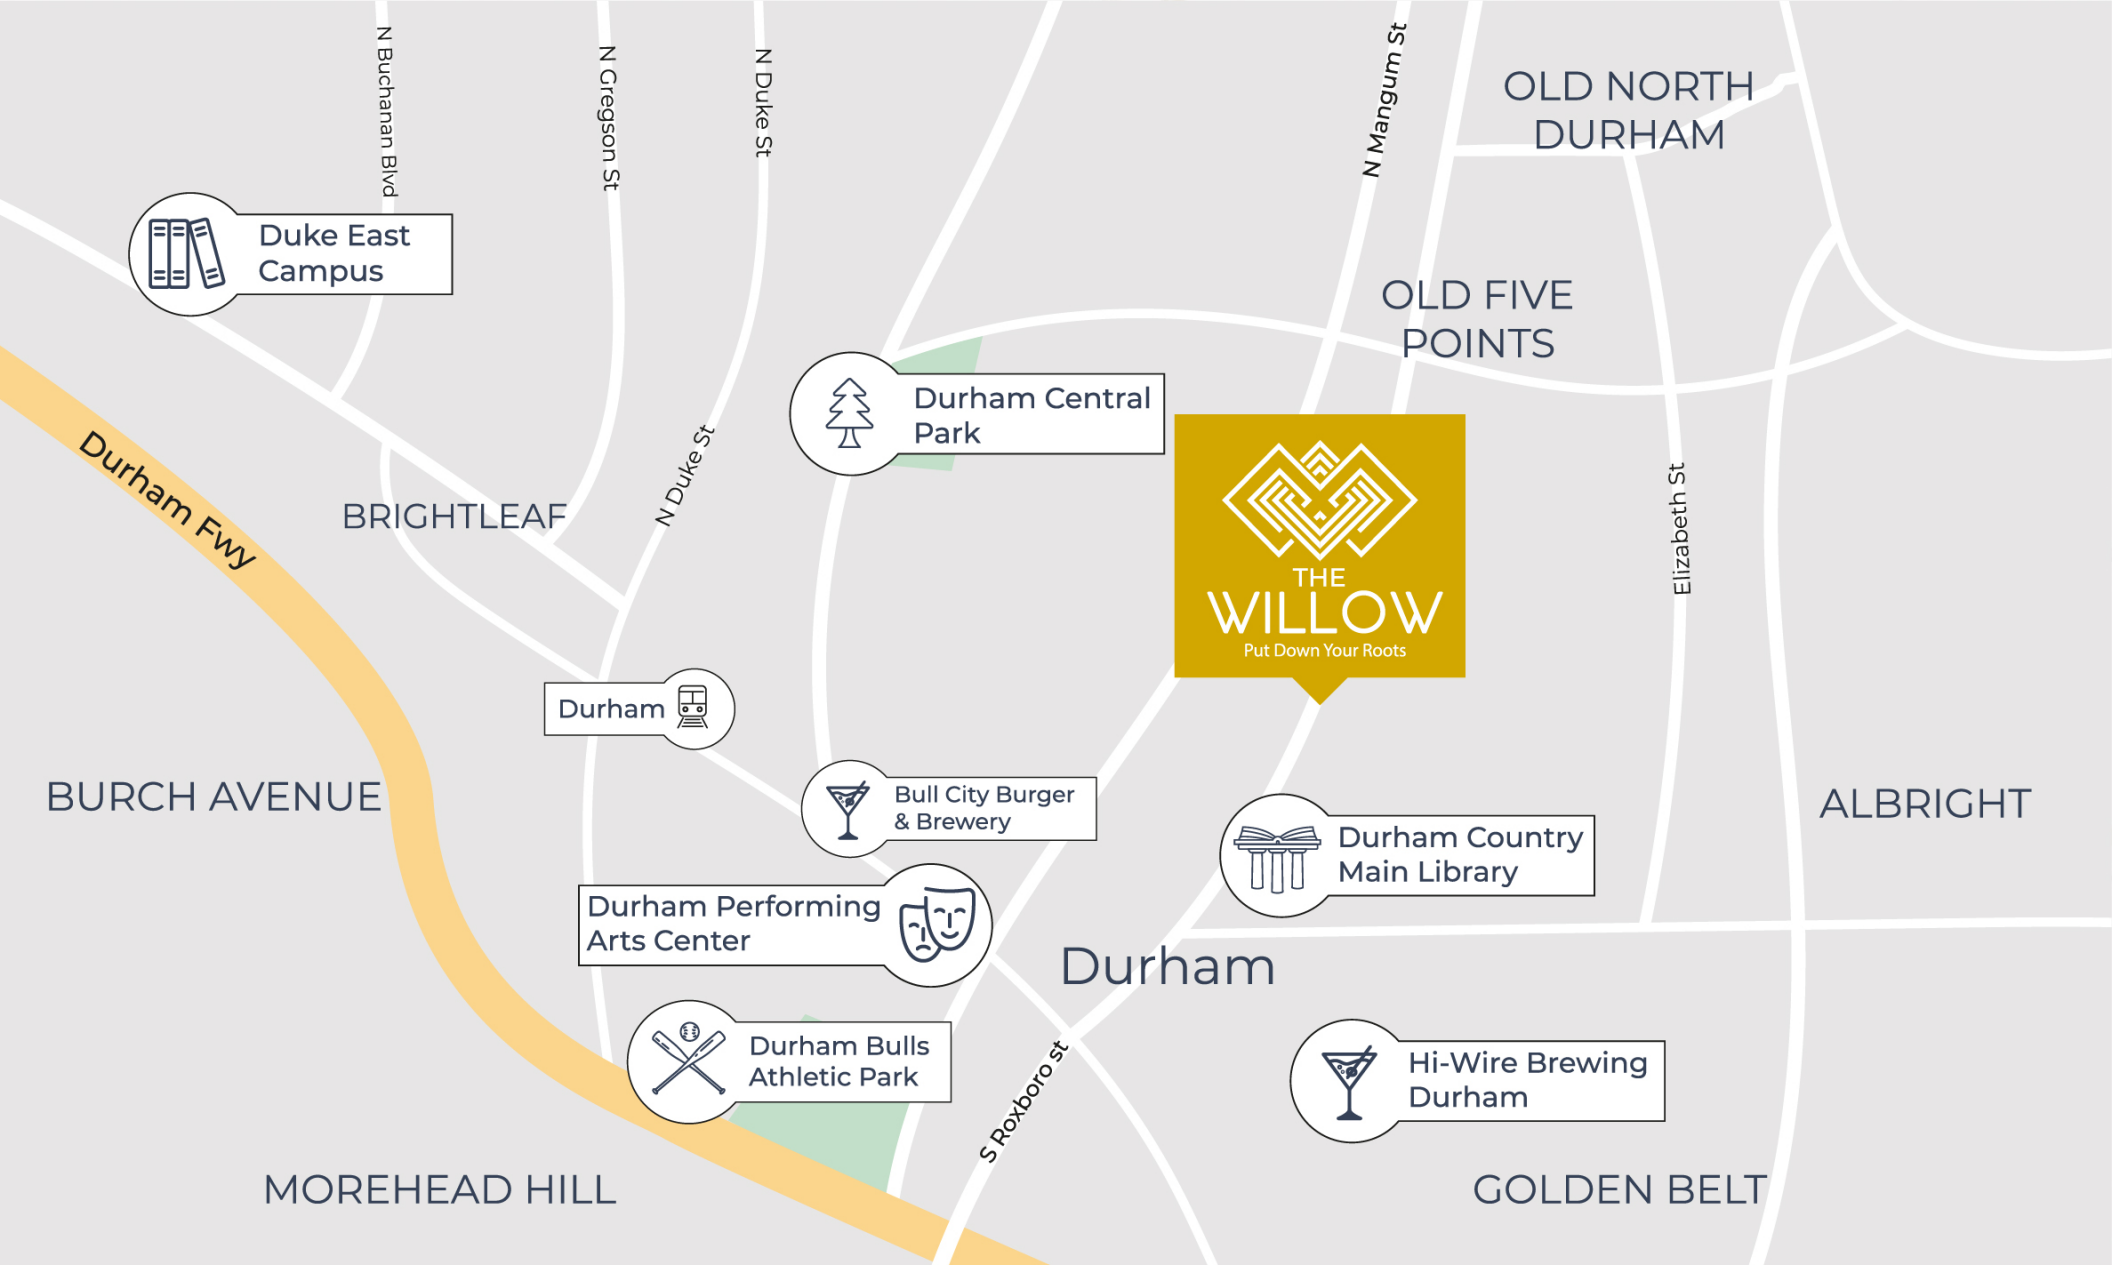 N Buchanan Blvd
N Gregson St
N Duke St
N Mangum St
OLD NORTH
DURHAM
Duke East
Campus
OLD FIVE
POINTS
Durham Central
Park
Durham Fwy
BRIGHTLEAF
N Duke St
THE
WILLOW
Put Down Your Roots
Elizabeth St
Durham
BURCH AVENUE
Bull City Burger
& Brewery
ALBRIGHT
Durham Country
Main Library
Durham Performing
Arts Center
Durham
Durham Bulls
Athletic Park
S Roxboro st
Hi-Wire Brewing
Durham
MOREHEAD HILL
GOLDEN BELT